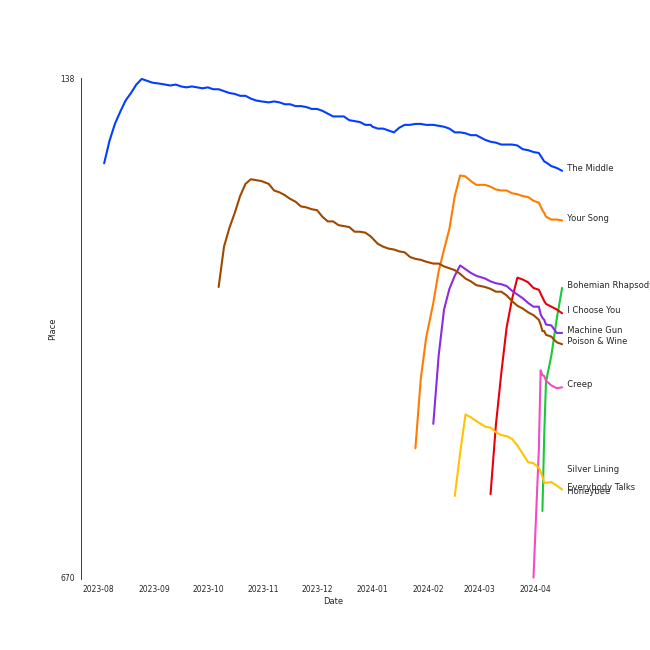 138
The Middle
Your Song
Bohemian Rhapsod
I Choose You
Machine Gun
Poison & Wine
Creep
Silver Lining
Everybody Talks
Honeybee
670
Place
2023-08 2023-09 2023-10 2023-11 2023-12 2024-01 2024-02 2024-03 2024-04
Date